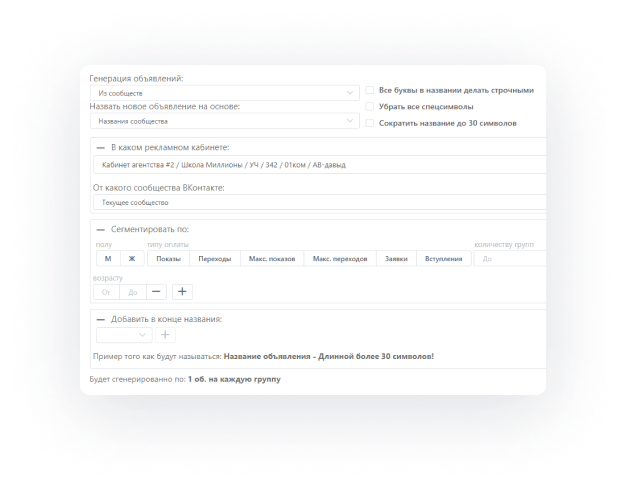 Генерация объявлений:
Из сообществ
Все буквы в названии делать строчными
Назвать новое объявление на основе:
Убрать все спецсимволы
Названия сообщества
Сократить название до 30 символов
— В каком рекламном кабинете:
Кабинет агентства #2 / Школа Миллионы / УЧ / 342 / 01ком / АВ-давыд
От какого сообщества ВКонтакте:
Текущее сообщество
— Сегментировать по:
полу типу оплаты количеству групп
М Ж Показы Переходы Макс. показов Макс. переходов Заявки Вступления До
возрасту
От До — +
— Добавить в конце названия:
+
Пример того как будут называться: Название объявления - Длинной более 30 символов!
Будет сгенерированно по: 1 об. на каждую группу